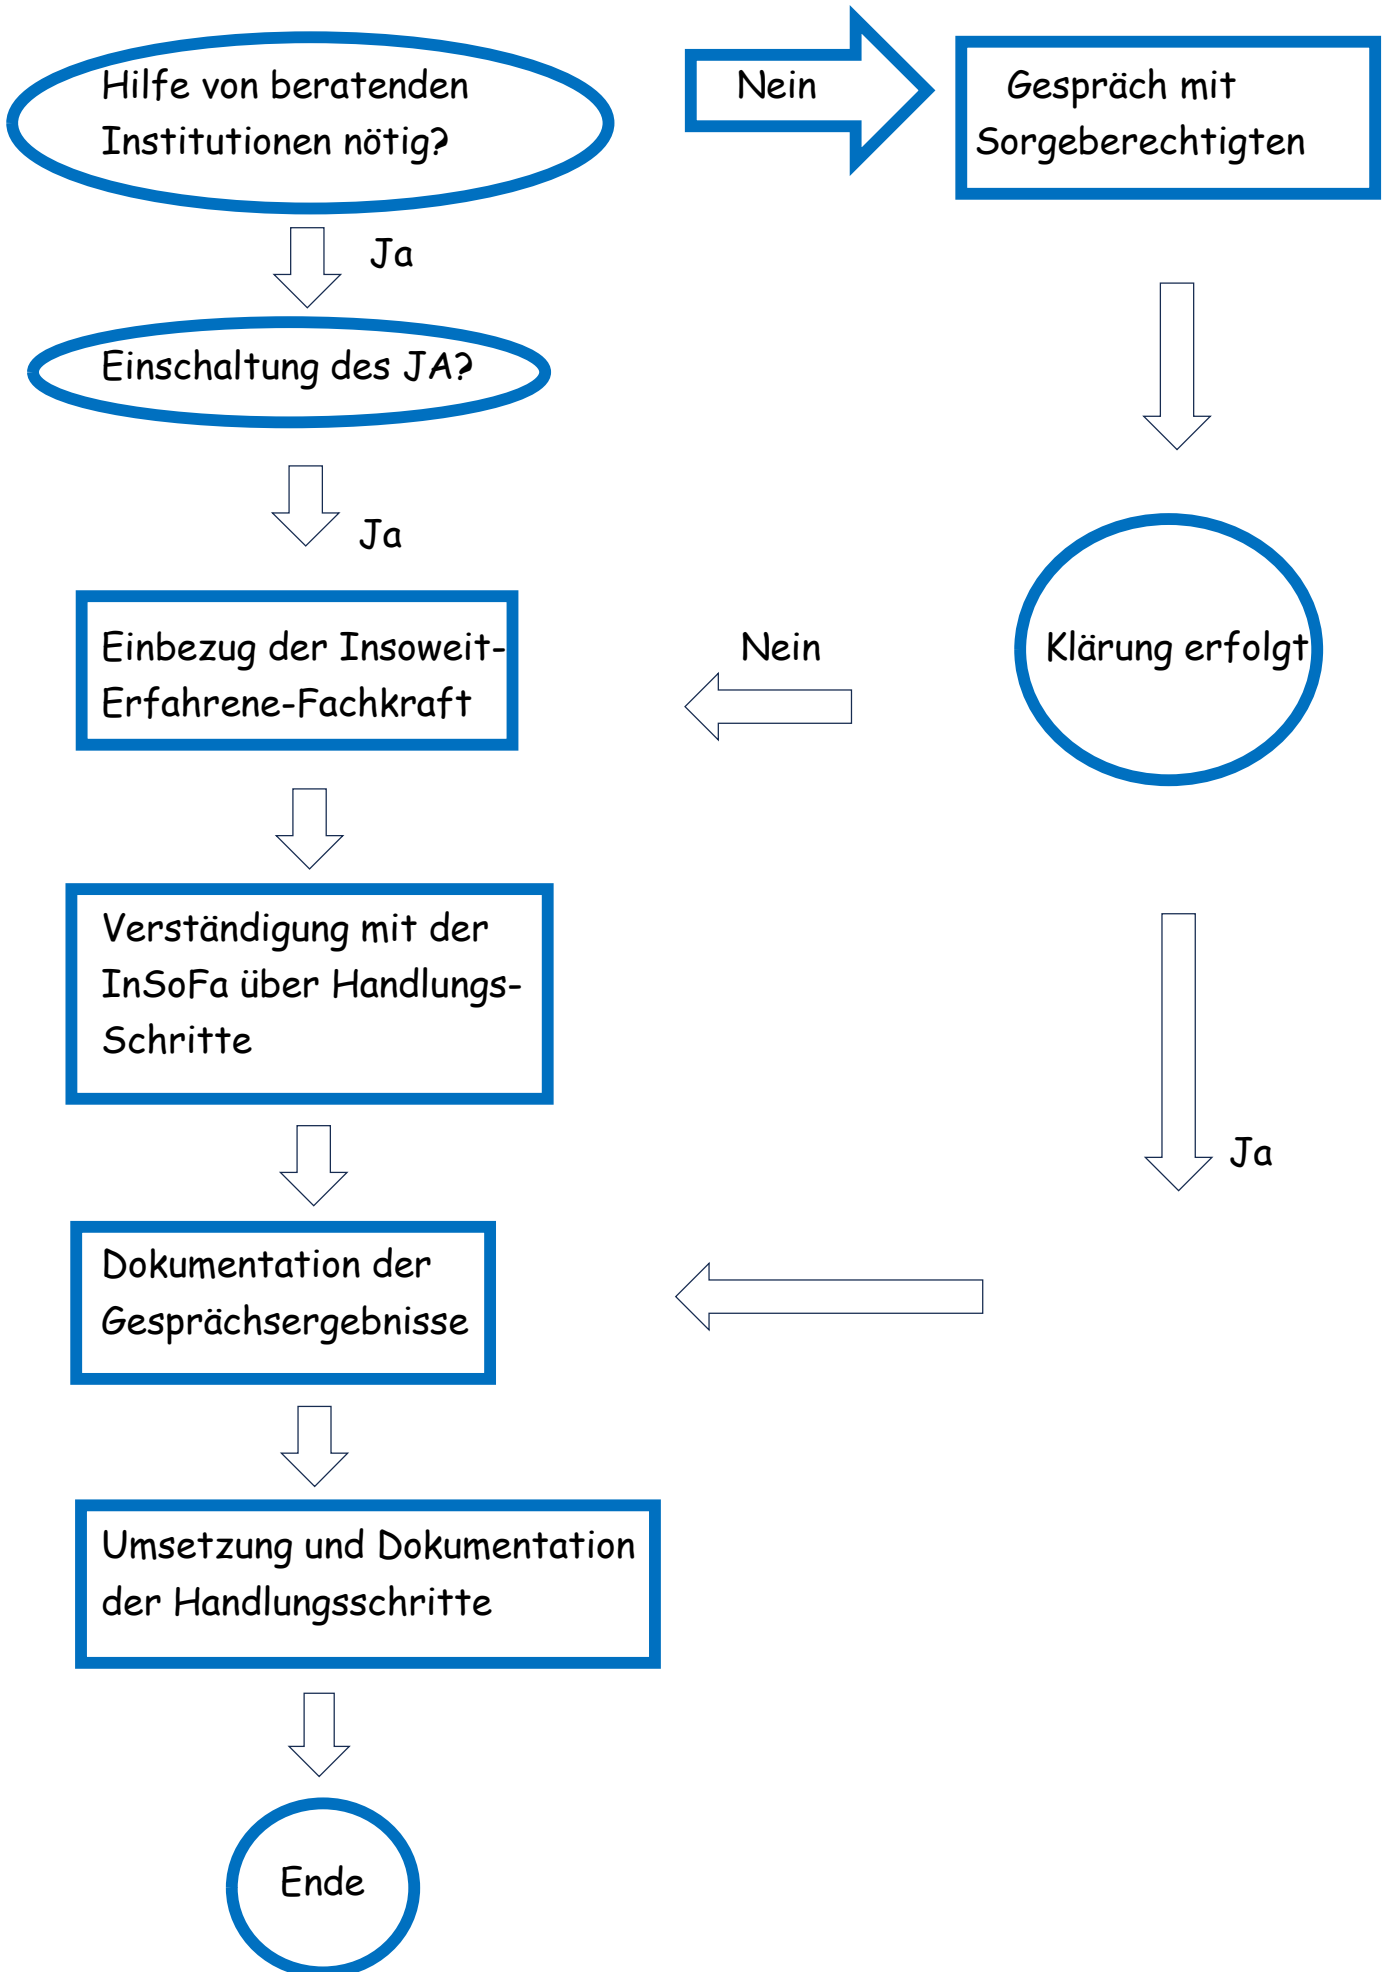 Hilfe von beratenden
Institutionen nötig?
Nein
Gespräch mit
Sorgeberechtigten
Ja
Einschaltung des JA?
Ja
Einbezug der Insoweit-
Erfahrene-Fachkraft
Nein
Klärung erfolgt
Verständigung mit der
InSoFa über Handlungs-
Schritte
Ja
Dokumentation der
Gesprächsergebnisse
Umsetzung und Dokumentation
der Handlungsschritte
Ende